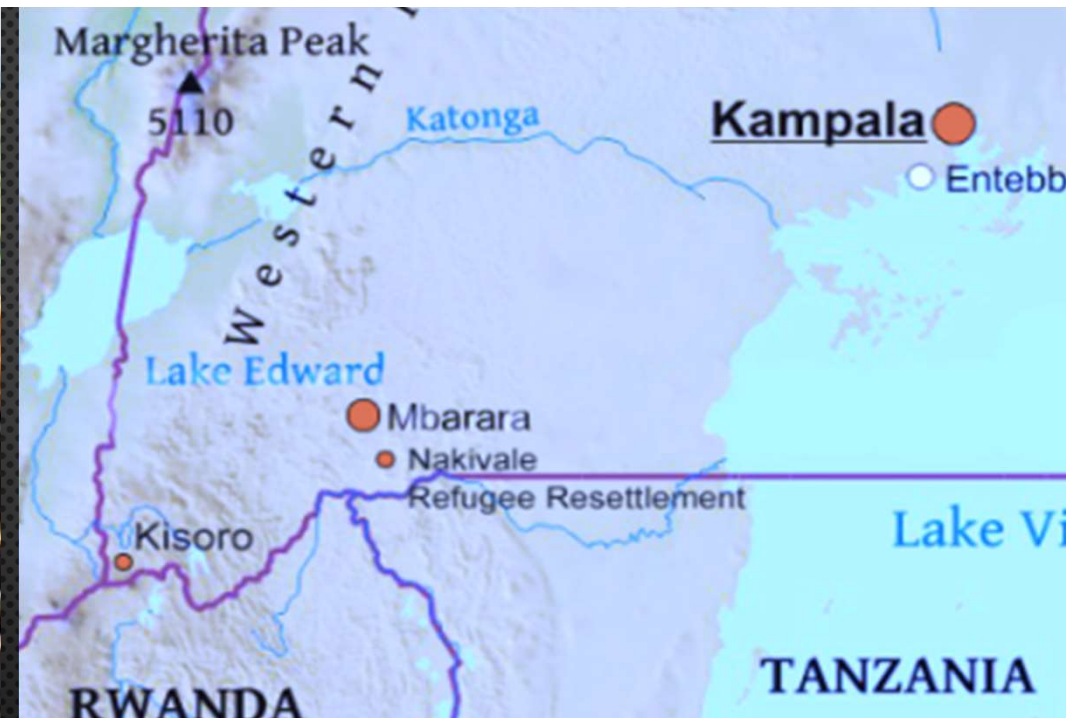 Margherita Peak
5110
Western
Katonga
Kampala
Entebb
Lake Edward
Mbarara
Nakivale
Refugee Resettlement
Kisoro
Lake Vi
TANZANIA
RWANDA